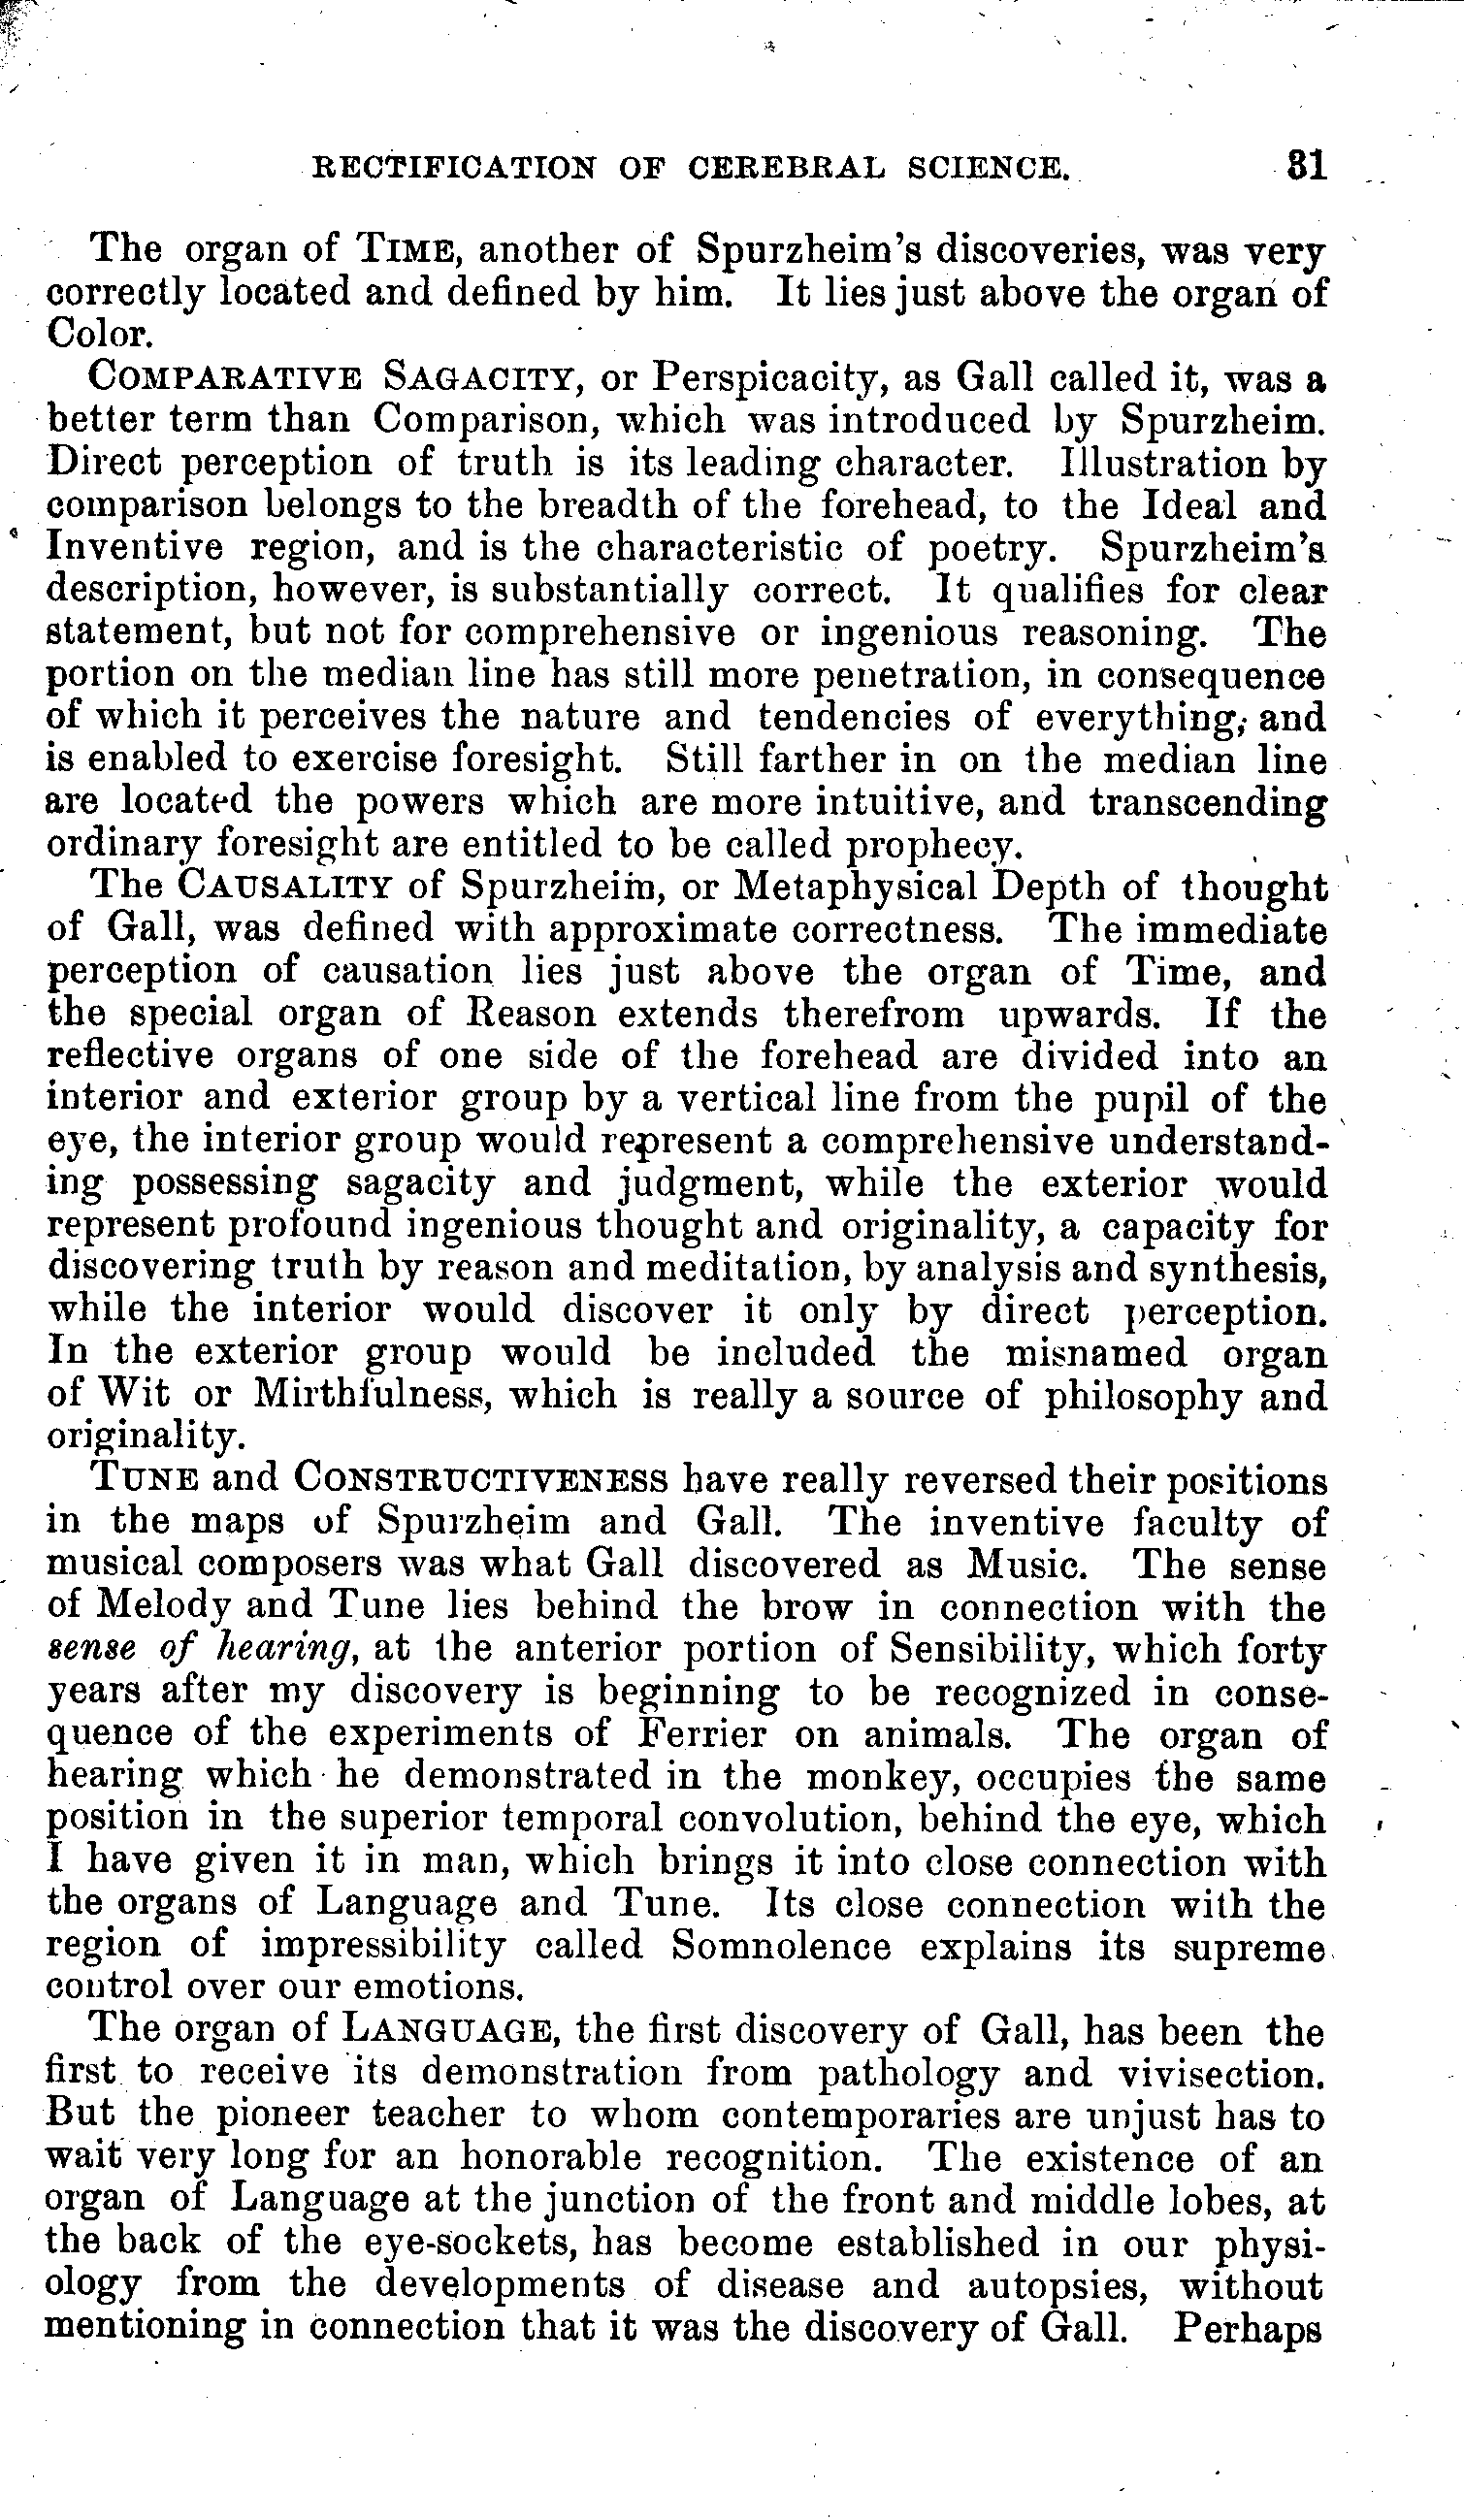 RECTIFICATION OF CEREBRAL SCIENCE. 31
The organ of TIME, another of Spurzheim's discoveries, was very
correctly located and defined by him. It lies just above the organ of
Color.
COMPARATIVE SAGACITY, or Perspicacity, as Gall called it, was a
better term than Comparison, which was introduced by Spurzheim.
Direct perception of truth is its leading character. Illustration by
comparison belongs to the breadth of the forehead, to the Ideal and
Inventive region, and is the characteristic of poetry. Spurzheim's
description, however, is substantially correct. It qualifies for clear
statement, but not for comprehensive or ingenious reasoning. The
portion on the median line has still more penetration, in consequence
of which it perceives the nature and tendencies of everything, and
is enabled to exercise foresight. Still farther in on the median line
are located the powers which are more intuitive, and transcending
ordinary foresight are entitled to be called prophecy.
The CAUSALITY of Spurzheim, or Metaphysical Depth of thought
of Gall, was defined with approximate correctness. The immediate
perception of causation lies just above the organ of Time, and
the special organ of Reason extends therefrom upwards. If the
reflective organs of one side of the forehead are divided into an
interior and exterior group by a vertical line from the pupil of the
eye, the interior group would represent a comprehensive understand-
ing possessing sagacity and judgment, while the exterior would
represent profound ingenious thought and originality, a capacity for
discovering truth by reason and meditation, by analysis and synthesis,
while the interior would discover it only by direct perception.
In the exterior group would be included the misnamed organ
of Wit or Mirthfulness, which is really a source of philosophy and
originality.
TUNE and CONSTRUCTIVENESS have really reversed their positions
in the maps of Spurzheim and Gall. The inventive faculty of
musical composers was what Gall discovered as Music. The sense
of Melody and Tune lies behind the brow in connection with the
sense of hearing, at the anterior portion of Sensibility, which forty
years after my discovery is beginning to be recognized in conse-
quence of the experiments of Ferrier on animals. The organ of
hearing which he demonstrated in the monkey, occupies the same
position in the superior temporal convolution, behind the eye, which
I have given it in man, which brings it into close connection with
the organs of Language and Tune. Its close connection with the
region of impressibility called Somnolence explains its supreme
control over our emotions.
The organ of LANGUAGE, the first discovery of Gall, has been the
first to receive its demonstration from pathology and vivisection.
But the pioneer teacher to whom contemporaries are unjust has to
wait very long for an honorable recognition. The existence of an
organ of Language at the junction of the front and middle lobes, at
the back of the eye-sockets, has become established in our physi-
ology from the developments of disease and autopsies, without
mentioning in connection that it was the discovery of Gall. Perhaps